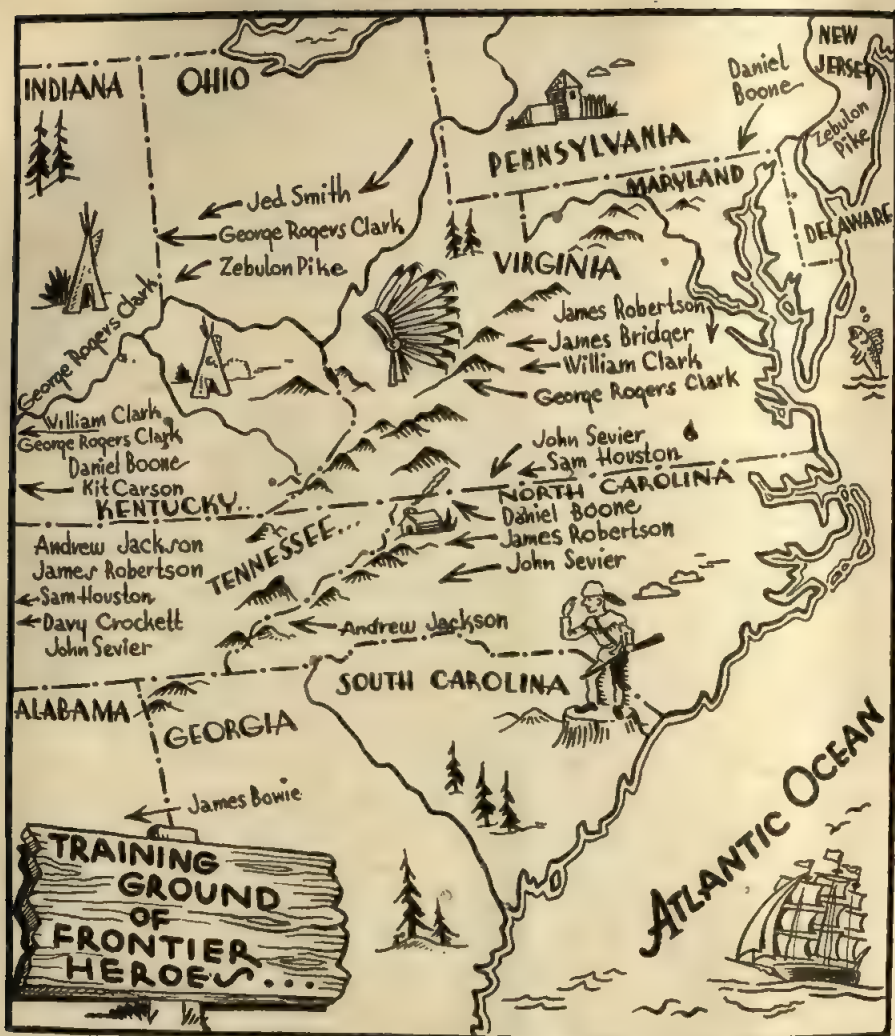 INDIANA
OHIO
PENNSYLVANIA
Daniel
Boone
NEW
JERSEY
Zebulon
Pike
MARYLAND
DELAWARE
Jed Smith
George Rogers Clark
Zebulon Pike
George Rogers Clark
VIRGINIA
James Robertson
James Bridger
William Clark
George Rogers Clark
William Clark
George Rogers Clark
Daniel Boone
Kit Carson
KENTUCKY..
John Sevier
Sam Houston
NORTH CAROLINA
Daniel Boone
James Robertson
John Sevier
TENNESSEE...
Andrew Jackson
James Robertson
Sam Houston
Davy Crockett
John Sevier
Andrew Jackson
SOUTH CAROLINA
ALABAMA
GEORGIA
James Bowie
ATLANTIC OCEAN
TRAINING
GROUND
OF
FRONTIER
HEROES...